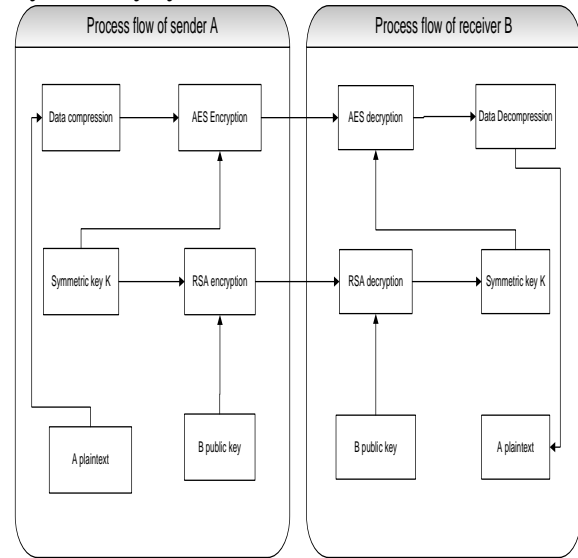 Process flow of sender A
Process flow of receiver B
Data compression
AES Encryption
AES decryption
Data Decompression
Symmetric key K
RSA encryption
RSA decryption
Symmetric key K
A plaintext
B public key
B public key
A plaintext